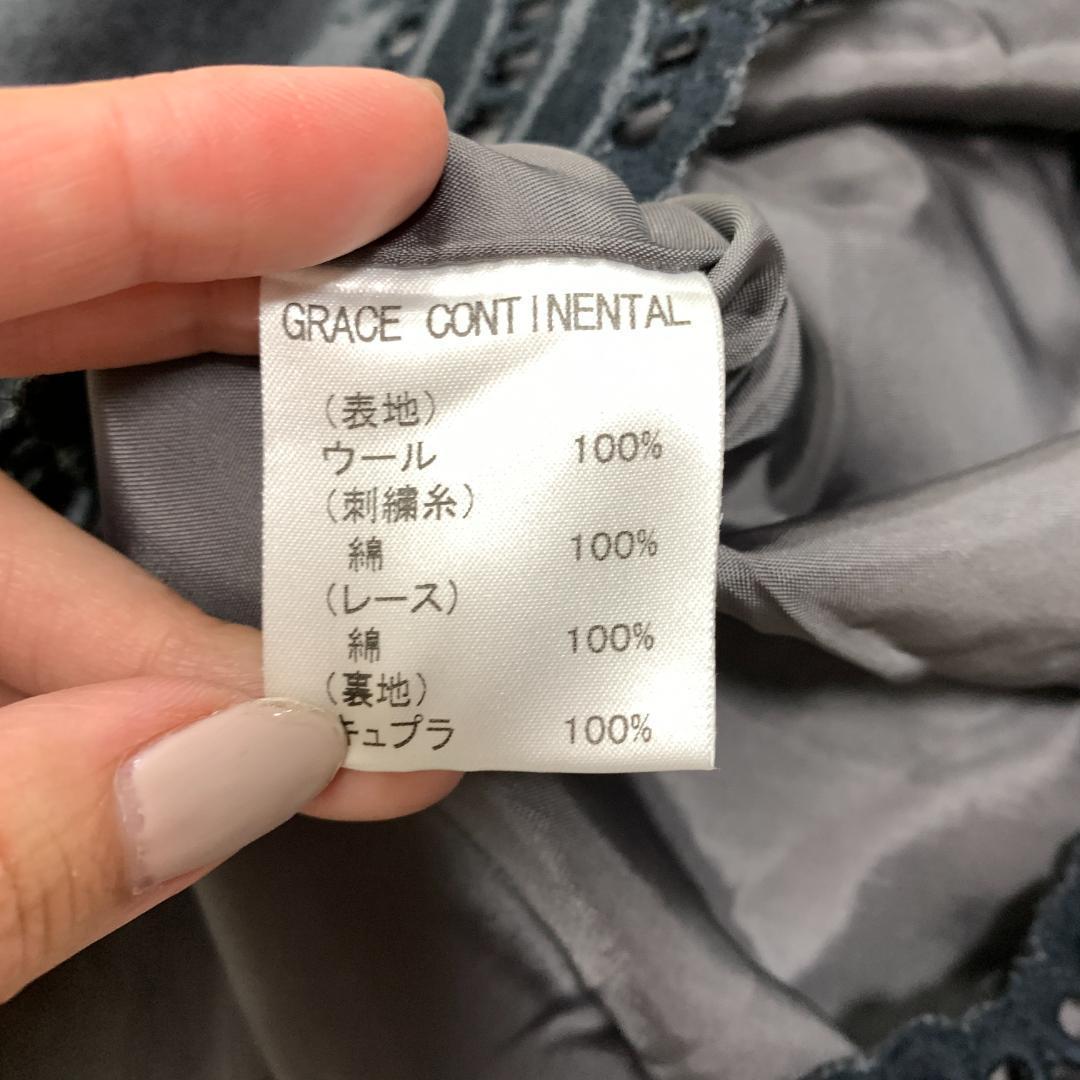 GRACE CONTINENTAL
(表地)
ウール 100%
(刺繍糸)
綿 100%
(レース)
綿 100%
(裏地)
キュプラ 100%